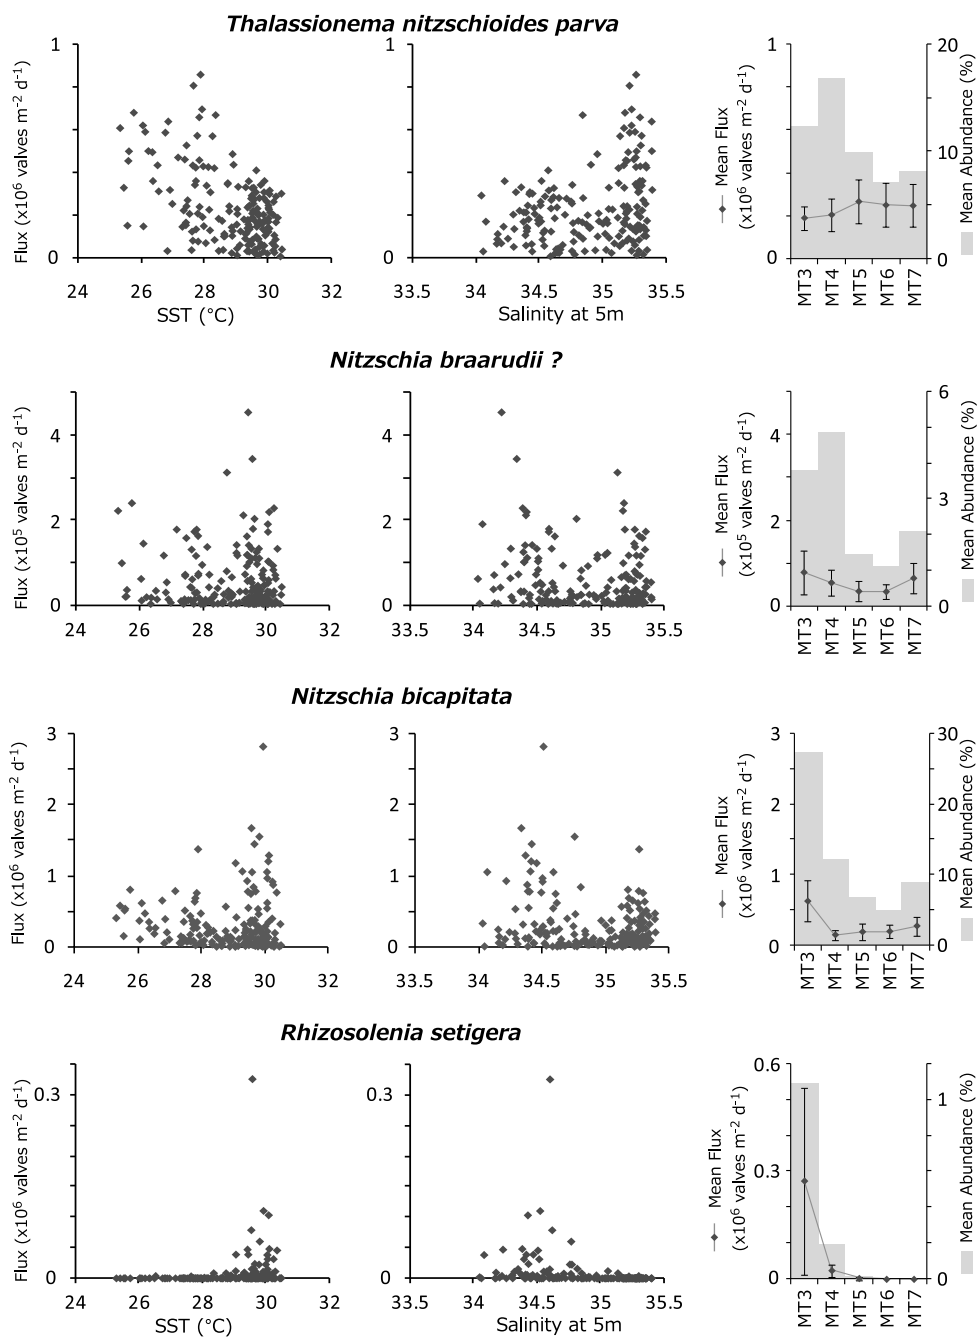 Thalassionema nitzschioides parva
Flux (x10⁶ valves m⁻² d⁻¹)
1
0
24 26 28 30 32
SST (°C)
1
0
33.5 34 34.5 35 35.5
Salinity at 5m
Mean Flux
(x10⁶ valves m⁻² d⁻¹)
1
0
MT3 MT4 MT5 MT6 MT7
20
10
0
Mean Abundance (%)
Nitzschia braarudii ?
Flux (x10⁵ valves m⁻² d⁻¹)
4
2
0
24 26 28 30 32
4
2
0
33.5 34 34.5 35 35.5
Mean Flux
(x10⁵ valves m⁻² d⁻¹)
4
2
0
MT3 MT4 MT5 MT6 MT7
6
3
0
Mean Abundance (%)
Nitzschia bicapitata
Flux (x10⁶ valves m⁻² d⁻¹)
3
2
1
0
24 26 28 30 32
3
2
1
0
33.5 34 34.5 35 35.5
Mean Flux
(x10⁶ valves m⁻² d⁻¹)
3
2
1
0
MT3 MT4 MT5 MT6 MT7
30
20
10
0
Mean Abundance (%)
Rhizosolenia setigera
Flux (x10⁶ valves m⁻² d⁻¹)
0.3
0
24 26 28 30 32
SST (°C)
0.3
0
33.5 34 34.5 35 35.5
Salinity at 5m
Mean Flux
(x10⁶ valves m⁻² d⁻¹)
0.6
0.3
0
MT3 MT4 MT5 MT6 MT7
1
0
Mean Abundance (%)